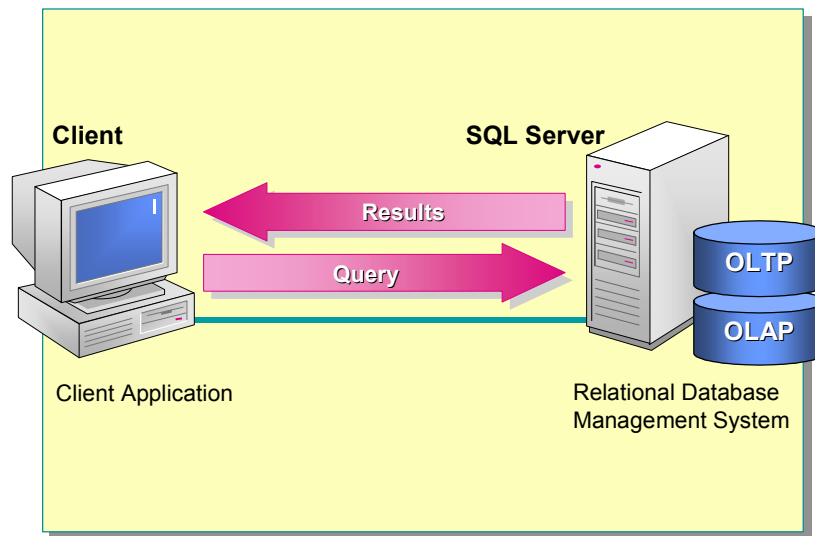 Client
SQL Server
Results
Query
OLTP
OLAP
Client Application
Relational Database
Management System